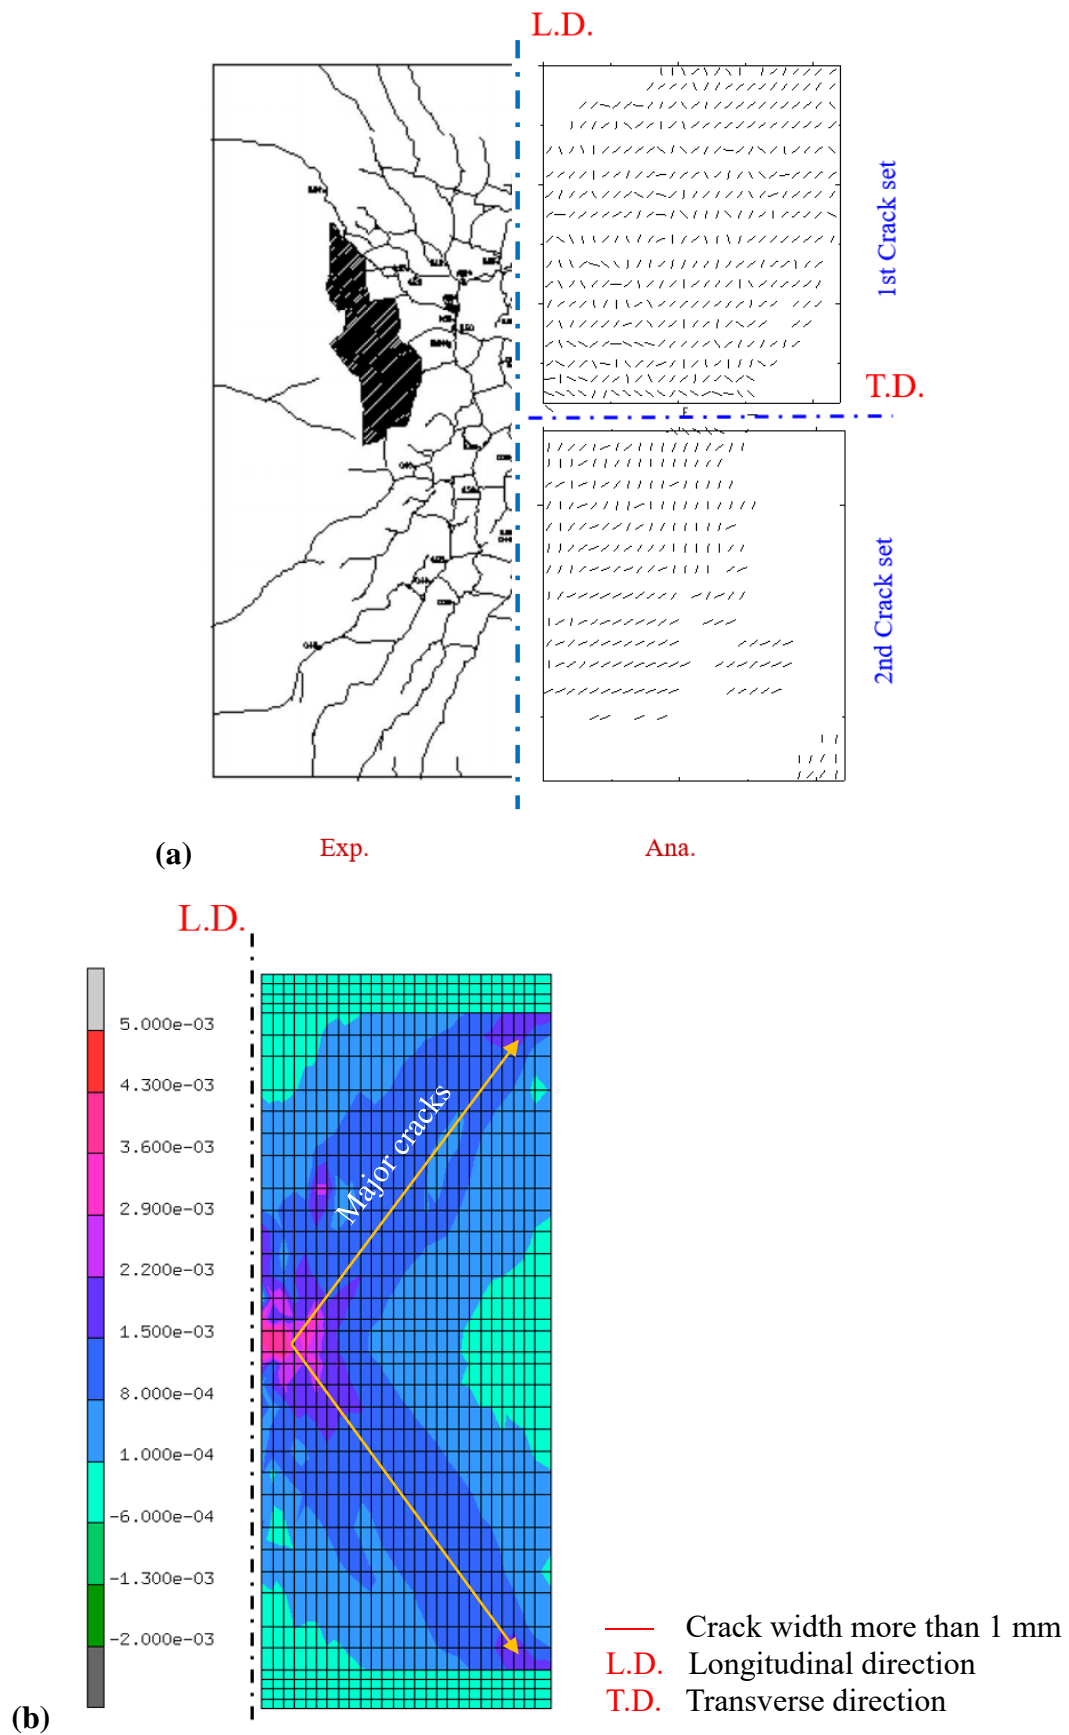 L.D.
1st Crack set
T.D.
2nd Crack set
(a)
Exp.
Ana.
L.D.
5.000e-03
4.300e-03
3.600e-03
2.900e-03
2.200e-03
1.500e-03
8.000e-04
1.000e-04
-6.000e-04
-1.300e-03
-2.000e-03
Major cracks
Crack width more than 1 mm
L.D. Longitudinal direction
T.D. Transverse direction
(b)